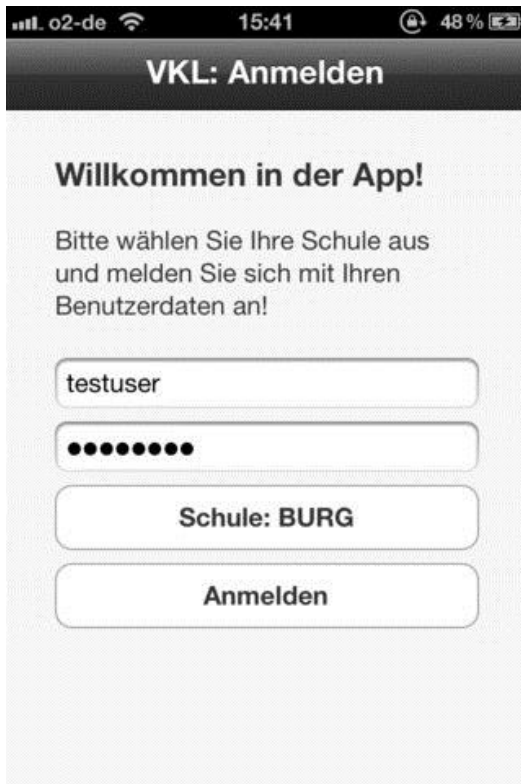 o2-de 15:41 48%
VKL: Anmelden
Willkommen in der App!
Bitte wählen Sie Ihre Schule aus
und melden Sie sich mit Ihren
Benutzerdaten an!
testuser
●●●●●●●●
Schule: BURG
Anmelden